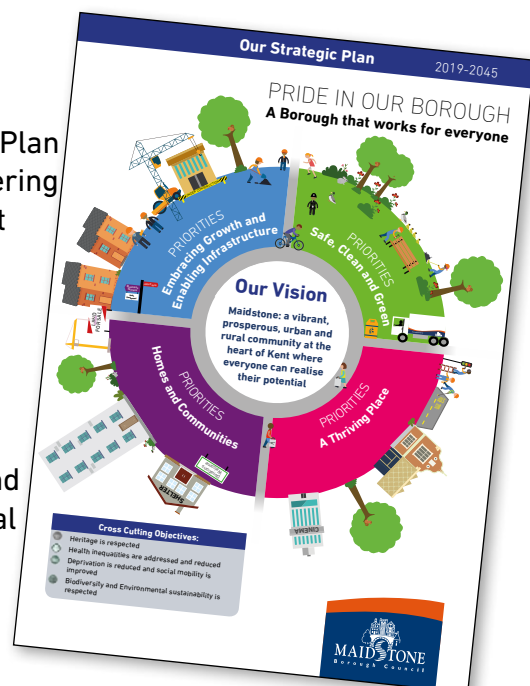 Plan
ering
t
nd
al
Our Strategic Plan
2019-2045
PRIDE IN OUR BOROUGH
A Borough that works for everyone
PRIORITIES
Embracing Growth and
Enabling Infrastructure
PRIORITIES
Safe, Clean and Green
Our Vision
Maidstone: a vibrant,
prosperous, urban and
rural community at the
heart of Kent where
everyone can realise
their potential
PRIORITIES
Homes and Communities
PRIORITIES
A Thriving Place
SHELTER
CINEMA
Cross Cutting Objectives:
Heritage is respected
Health inequalities are addressed and reduced
Deprivation is reduced and social mobility is
improved
Biodiversity and Environmental sustainability is
respected
MAIDSTONE
Borough Council